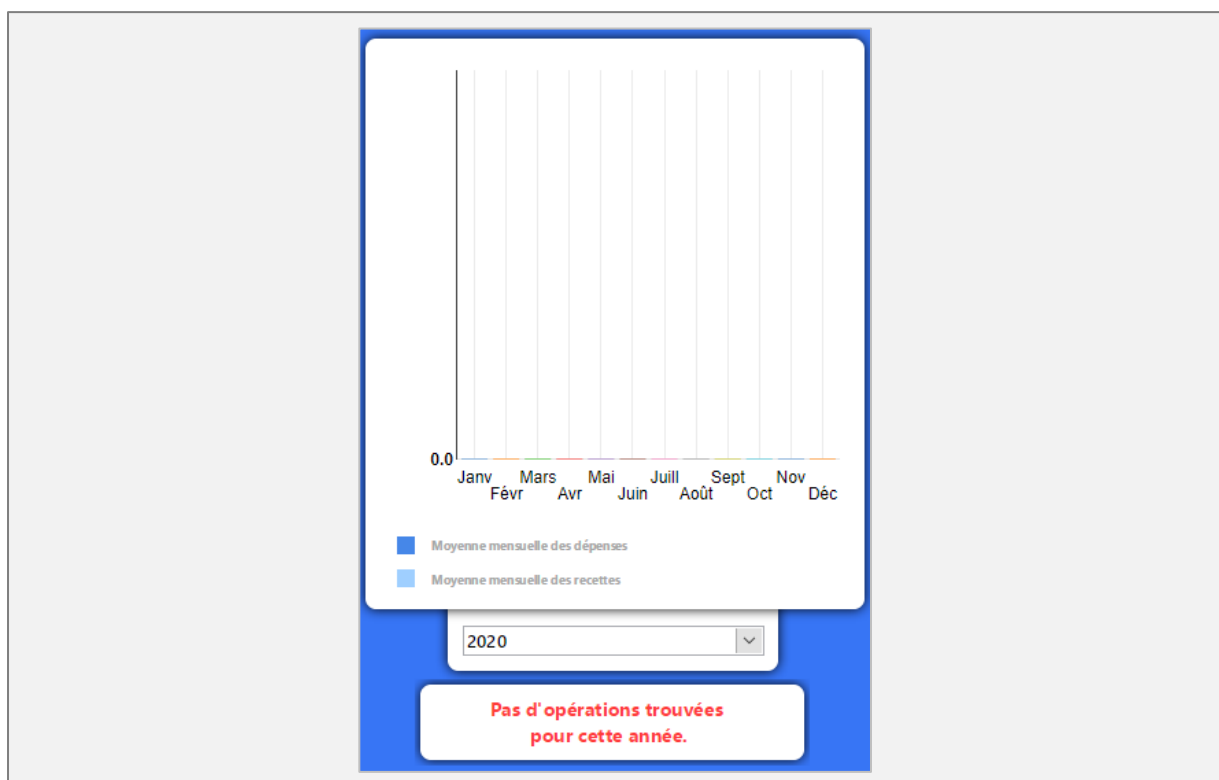 0.0
Janv Mars Mai Juill Sept Nov
Févr Avr Juin Août Oct Déc
Moyenne mensuelle des dépenses
Moyenne mensuelle des recettes
2020
Pas d'opérations trouvées
pour cette année.